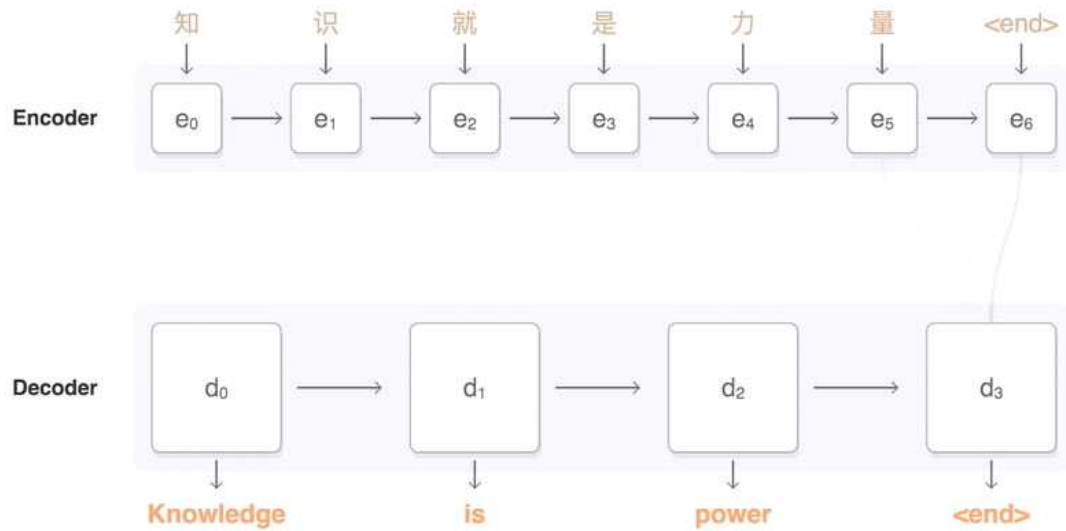 知 识 就 是 力 量 <end>
Encoder e₀ e₁ e₂ e₃ e₄ e₅ e₆
Decoder d₀ d₁ d₂ d₃
Knowledge is power <end>